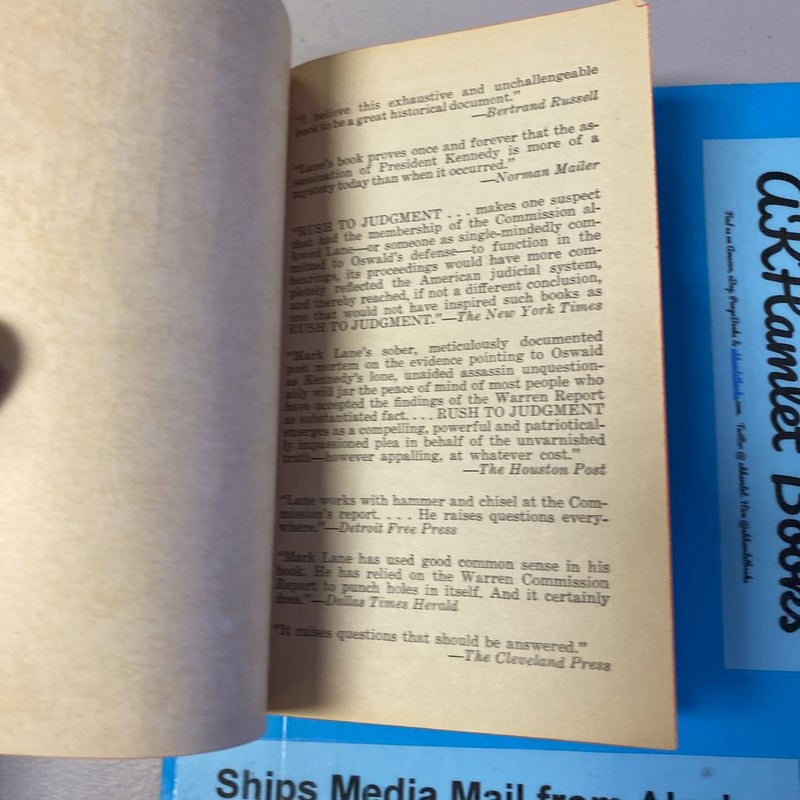 "I believe this exhaustive and unchallengeable
book to be a great historical document."
—Bertrand Russell
"Lane's book proves once and forever that the as-
sassination of President Kennedy is more of a
mystery today than when it occurred."
—Norman Mailer
"RUSH TO JUDGMENT . . . makes one suspect
that had the membership of the Commission al-
lowed Lane—or someone as single-mindedly com-
mitted to Oswald's defense—to function in the
hearings, its proceedings would have more com-
pletely reflected the American judicial system,
and thereby reached, if not a different conclusion,
one that would not have inspired such books as
RUSH TO JUDGMENT."—The New York Times
"Mark Lane's sober, meticulously documented
post mortem on the evidence pointing to Oswald
as Kennedy's lone, unaided assassin unquestion-
ably will jar the peace of mind of most people who
have accepted the findings of the Warren Report
as substantiated fact. . . . RUSH TO JUDGMENT
emerges as a compelling, powerful and patriotical-
ly impassioned plea in behalf of the unvarnished
truth—however appalling, at whatever cost."
—The Houston Post
"Lane works with hammer and chisel at the Com-
mission's report. . . . He raises questions every-
where."—Detroit Free Press
"Mark Lane has used good common sense in his
book. He has relied on the Warren Commission
Report to punch holes in itself. And it certainly
does."—Dallas Times Herald
"It raises questions that should be answered."
—The Cleveland Press
a.k.Hamlet Books
Find us on Amazon, eBay, PangoBooks &
Ships Media Mail from